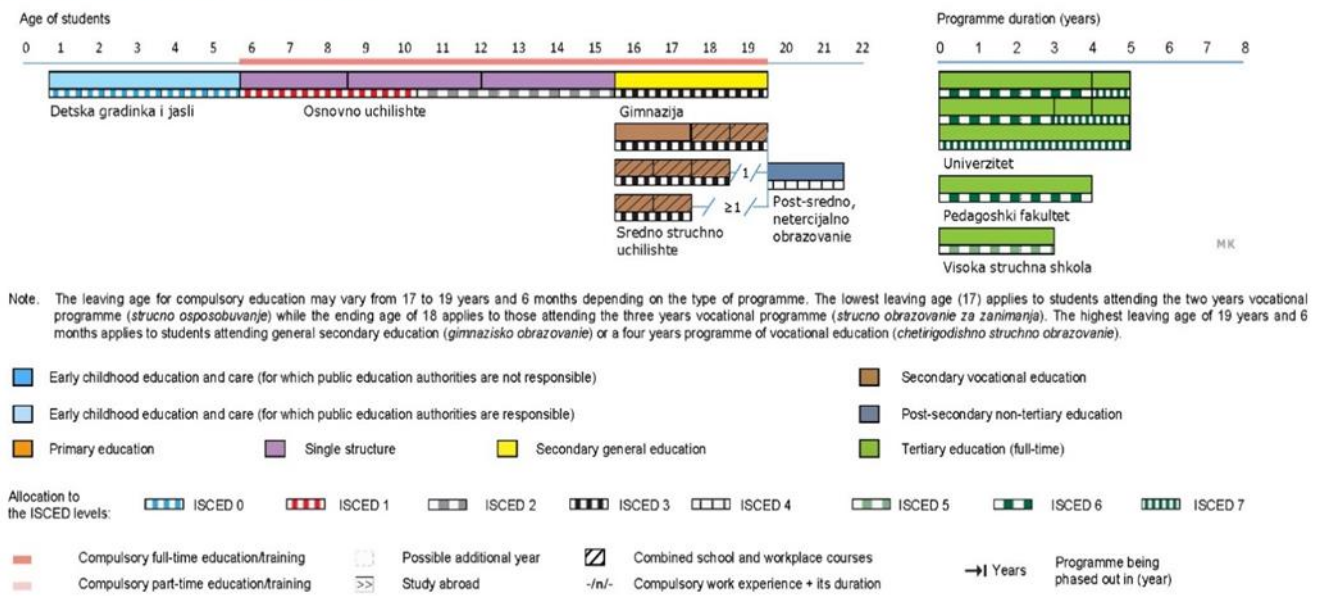 Age of students
Programme duration (years)
0 1 2 3 4 5 6 7 8 9 10 11 12 13 14 15 16 17 18 19 20 21 22
0 1 2 3 4 5 6 7 8
Detska gradinka i jasli
Osnovno uchilishte
Gimnazija
1
≥1
Sredno struchno
uchilishte
Post-sredno,
netercijalno
obrazovanie
Univerzitet
Pedagoshki fakultet
Visoka struchna shkola
MK
Note. The leaving age for compulsory education may vary from 17 to 19 years and 6 months depending on the type of programme. The lowest leaving age (17) applies to students attending the two years vocational
programme (strucno osposobuvanje) while the ending age of 18 applies to those attending the three years vocational programme (strucno obrazovanie za zanimanja). The highest leaving age of 19 years and 6
months applies to students attending general secondary education (gimnazisko obrazovanie) or a four years programme of vocational education (chetirigodishno struchno obrazovanie).
Early childhood education and care (for which public education authorities are not responsible)
Secondary vocational education
Early childhood education and care (for which public education authorities are responsible)
Post-secondary non-tertiary education
Primary education
Single structure
Secondary general education
Tertiary education (full-time)
Allocation to
the ISCED levels:
ISCED 0
ISCED 1
ISCED 2
ISCED 3
ISCED 4
ISCED 5
ISCED 6
ISCED 7
Compulsory full-time education/training
Possible additional year
Combined school and workplace courses
Years
Programme being
phased out in (year)
Compulsory part-time education/training
>> Study abroad
-/n/- Compulsory work experience + its duration